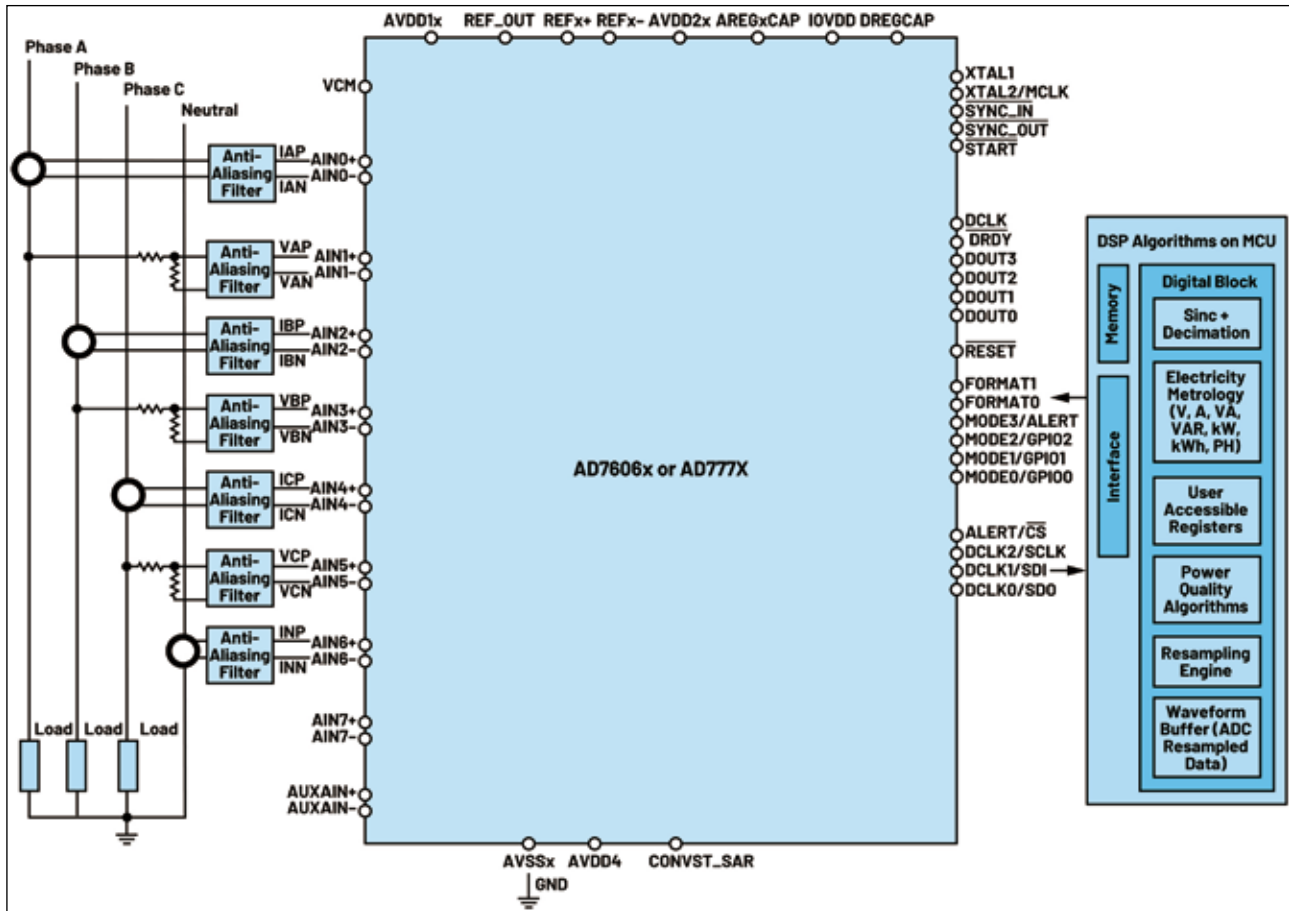 AVDD1x REF_OUT REFx+ REFx- AVDD2x AREGxCAP IOVDD DREGCAP
Phase A
Phase B
Phase C
Neutral
VCM
Anti-
Aliasing
Filter
IAP
IAN
AIN0+
AIN0-
Anti-
Aliasing
Filter
VAP
VAN
AIN1+
AIN1-
Anti-
Aliasing
Filter
IBP
IBN
AIN2+
AIN2-
Anti-
Aliasing
Filter
VBP
VBN
AIN3+
AIN3-
Anti-
Aliasing
Filter
ICP
ICN
AIN4+
AIN4-
Anti-
Aliasing
Filter
VCP
VCN
AIN5+
AIN5-
Anti-
Aliasing
Filter
INP
INN
AIN6+
AIN6-
Load Load Load
AIN7+
AIN7-
AUXAIN+
AUXAIN-
AD7606x or AD777X
AVSSx AVDD4 CONVST_SAR
GND
XTAL1
XTAL2/MCLK
SYNC_IN
SYNC_OUT
START
DCLK
DRDY
DOUT3
DOUT2
DOUT1
DOUT0
RESET
FORMAT1
FORMAT0
MODE3/ALERT
MODE2/GPIO2
MODE1/GPIO1
MODE0/GPIO0
ALERT/CS
DCLK2/SCLK
DCLK1/SDI
DCLK0/SDO
DSP Algorithms on MCU
Memory
Interface
Digital Block
Sinc +
Decimation
Electricity
Metrology
(V, A, VA,
VAR, kW,
kWh, PH)
User
Accessible
Registers
Power
Quality
Algorithms
Resampling
Engine
Waveform
Buffer (ADC
Resampled
Data)